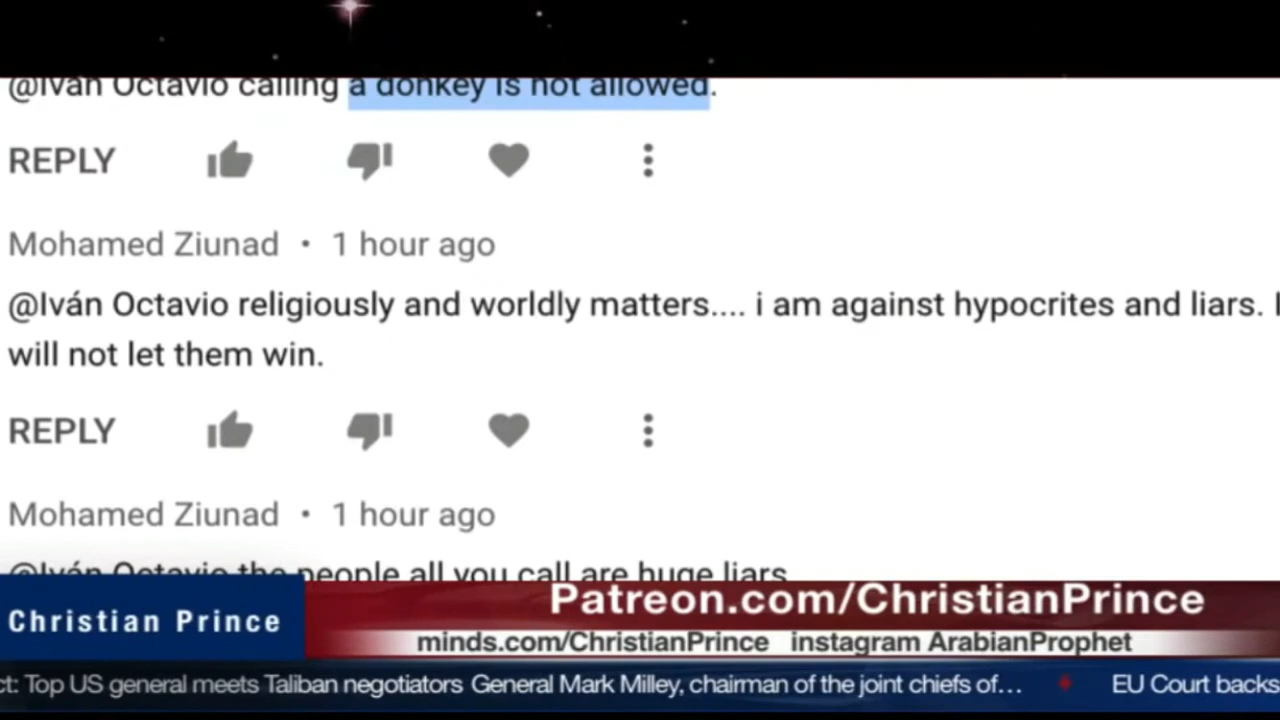 @Iván Octavio calling a donkey is not allowed.
REPLY
Mohamed Ziunad • 1 hour ago
@Iván Octavio religiously and worldly matters.... i am against hypocrites and liars. I
will not let them win.
REPLY
Mohamed Ziunad • 1 hour ago
@Iván Octavio the people all you call are huge liars
Christian Prince
Patreon.com/ChristianPrince
minds.com/ChristianPrince instagram ArabianProphet
ct: Top US general meets Taliban negotiators General Mark Milley, chairman of the joint chiefs of... EU Court backs